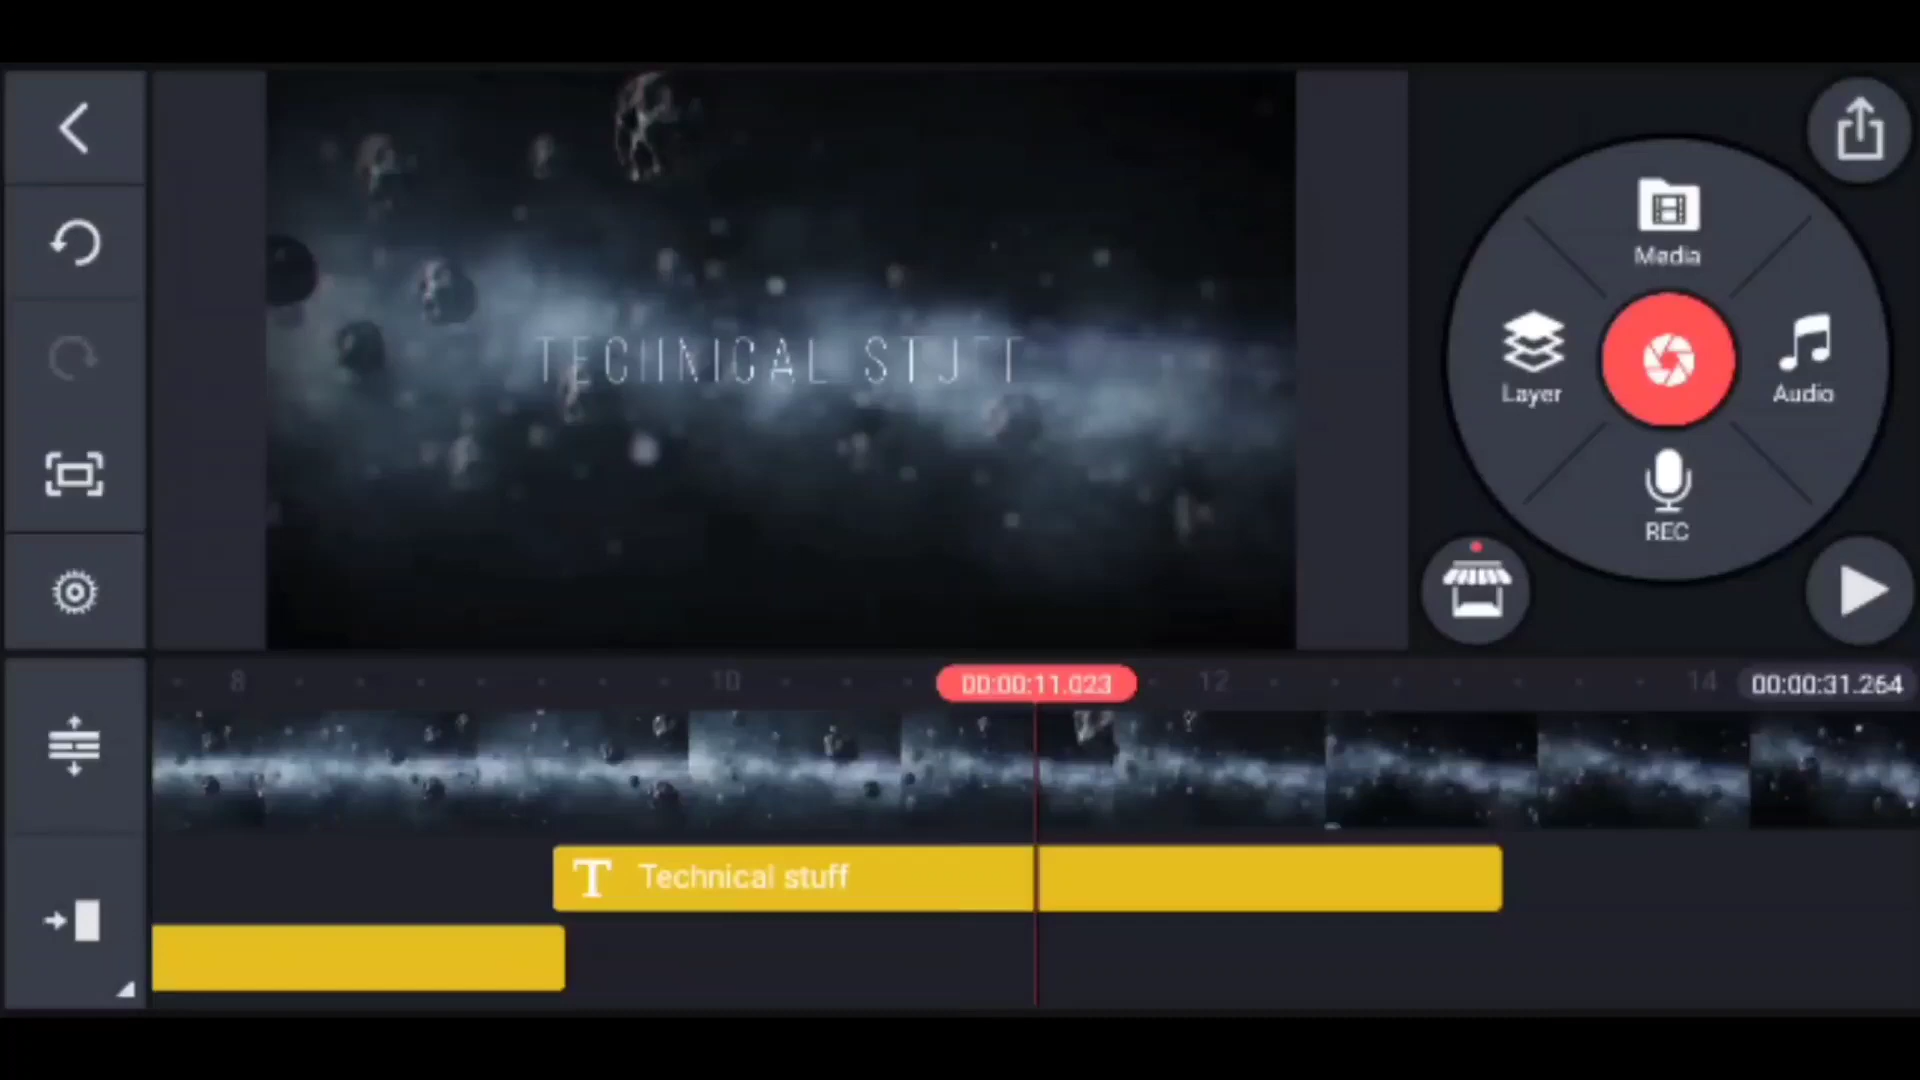 Media
TECHNICAL STUFF
Layer
Audio
REC
8
10
00:00:11.023
12
14
00:00:31.264
T Technical stuff